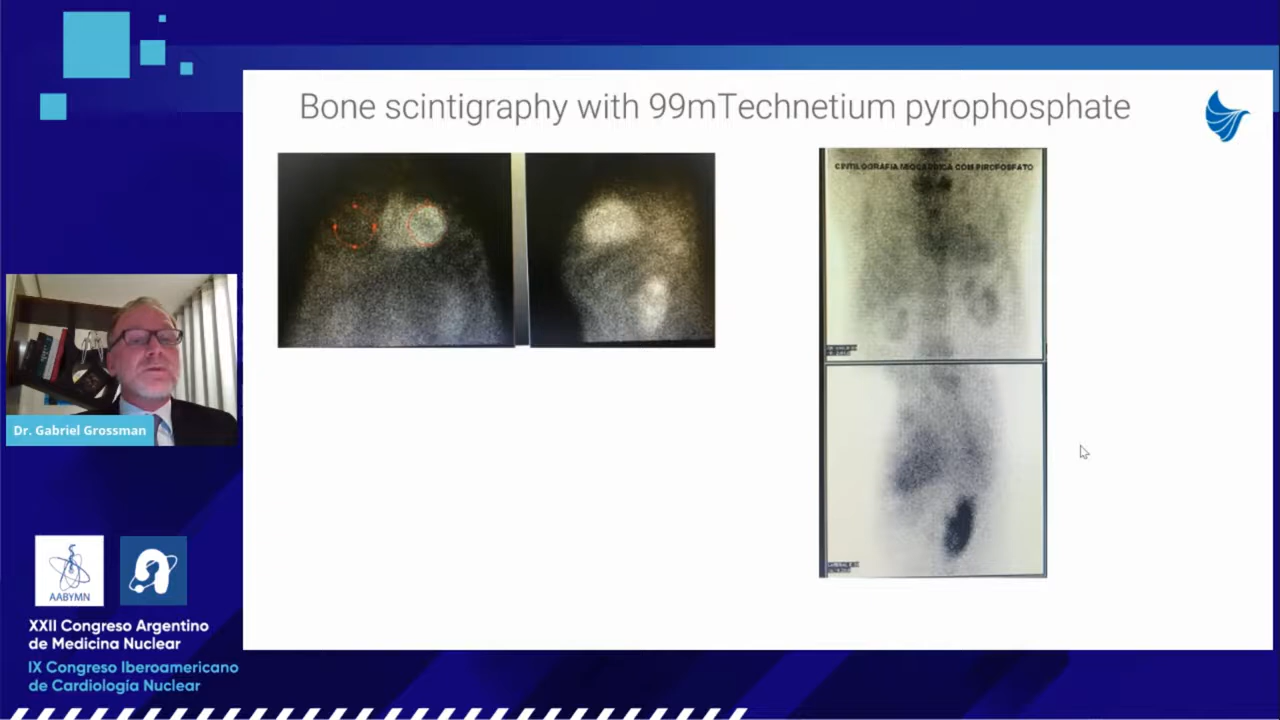 Bone scintigraphy with 99mTechnetium pyrophosphate
CINTILOGRAFIA MIOCÁRDICA COM PIROFOSFATO
Dr. Gabriel Grossman
AABYMN
XXII Congreso Argentino
de Medicina Nuclear
IX Congreso Iberoamericano
de Cardiología Nuclear